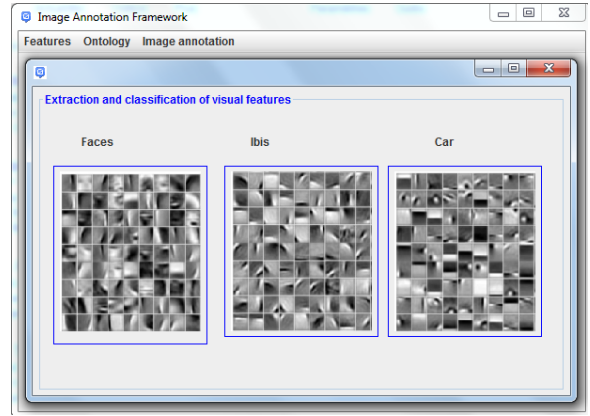 Image Annotation Framework
Features Ontology Image annotation
Extraction and classification of visual features
Faces Ibis Car